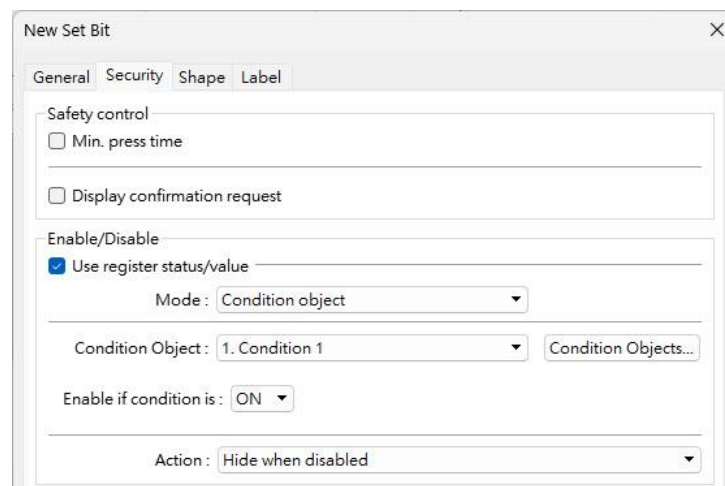 New Set Bit
General Security Shape Label
Safety control
Min. press time
Display confirmation request
Enable/Disable
Use register status/value
Mode : Condition object
Condition Object : 1. Condition 1 Condition Objects...
Enable if condition is : ON
Action : Hide when disabled